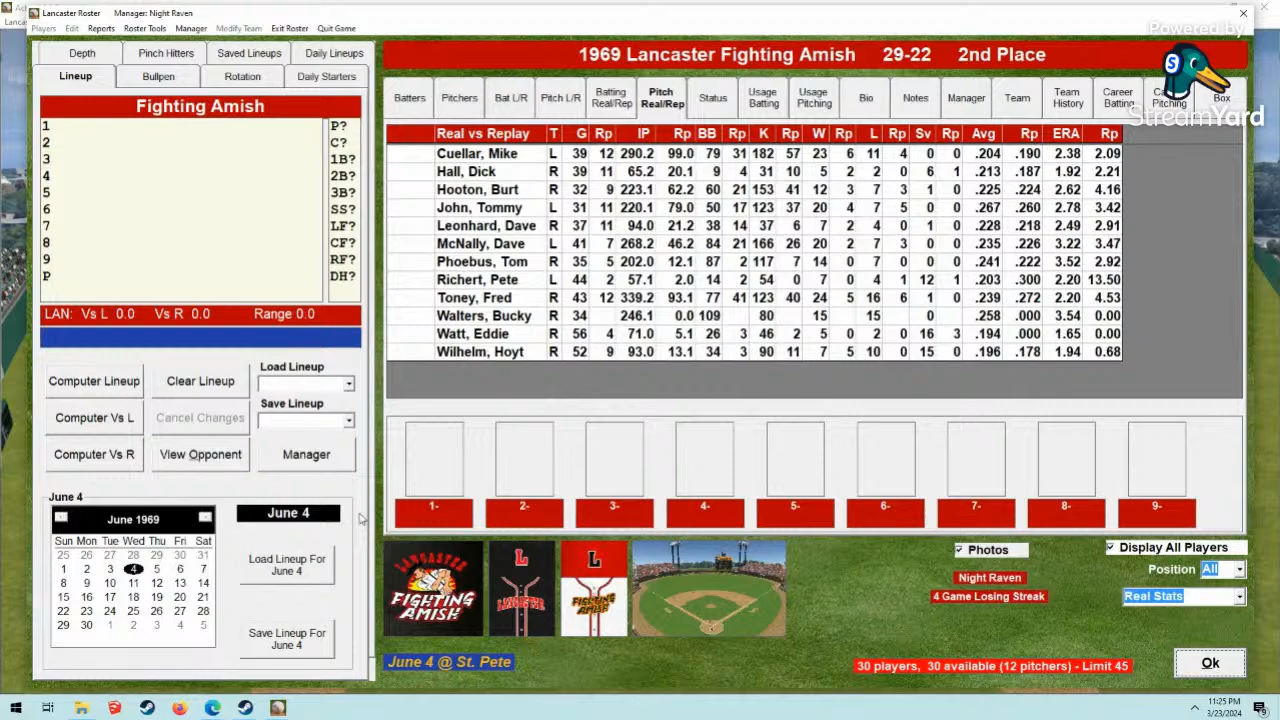 Lancaster Roster Manager: Night Raven
Players Edit Reports Roster Tools Manager Modify Team Exit Roster Quit Game
Powered by
StreamYard
Depth Pinch Hitters Saved Lineups Daily Lineups
Lineup Bullpen Rotation Daily Starters
Fighting Amish
1 P?
2 C?
3 1B?
4 2B?
5 3B?
6 SS?
7 LF?
8 CF?
9 RF?
P DH?
LAN: Vs L 0.0 Vs R 0.0 Range 0.0
Computer Lineup Clear Lineup Load Lineup
Computer Vs L Cancel Changes Save Lineup
Computer Vs R View Opponent Manager
June 4
June 1969
Sun Mon Tue Wed Thu Fri Sat
25 26 27 28 29 30 31
1 2 3 4 5 6 7
8 9 10 11 12 13 14
15 16 17 18 19 20 21
22 23 24 25 26 27 28
29 30 1 2 3 4 5
June 4
Load Lineup For
June 4
Save Lineup For
June 4
1969 Lancaster Fighting Amish 29-22 2nd Place
Batters Pitchers Bat L/R Pitch L/R Batting Real/Rep Pitch Real/Rep Status Usage Batting Usage Pitching Bio Notes Manager Team Team History Career Batting Pitching Box
Real vs Replay T G Rp IP Rp BB Rp K Rp W Rp L Rp Sv Rp Avg Rp ERA Rp
Cuellar, Mike L 39 12 290.2 99.0 79 31 182 57 23 6 11 4 0 0 .204 .190 2.38 2.09
Hall, Dick R 39 11 65.2 20.1 9 4 31 10 5 2 2 0 6 1 .213 .187 1.92 2.21
Hooton, Burt R 32 9 223.1 62.2 60 21 153 41 12 3 7 3 1 0 .225 .224 2.62 4.16
John, Tommy L 31 11 220.1 79.0 50 17 123 37 20 4 7 5 0 0 .267 .260 2.78 3.42
Leonhard, Dave R 37 11 94.0 21.2 38 14 37 6 7 2 4 0 1 0 .228 .218 2.49 2.91
McNally, Dave L 41 7 268.2 46.2 84 21 166 26 20 2 7 3 0 0 .235 .226 3.22 3.47
Phoebus, Tom R 35 5 202.0 12.1 87 2 117 7 14 0 7 0 0 0 .241 .222 3.52 2.92
Richert, Pete L 44 2 57.1 2.0 14 2 54 0 7 0 4 1 12 1 .203 .300 2.20 13.50
Toney, Fred R 43 12 339.2 93.1 77 41 123 40 24 5 16 6 1 0 .239 .272 2.20 4.53
Walters, Bucky R 34 246.1 0.0 109 80 15 15 0 .258 .000 3.54 0.00
Watt, Eddie R 56 4 71.0 5.1 26 3 46 2 5 0 2 0 16 3 .194 .000 1.65 0.00
Wilhelm, Hoyt R 52 9 93.0 13.1 34 3 90 11 7 5 10 0 15 0 .196 .178 1.94 0.68
1- 2- 3- 4- 5- 6- 7- 8- 9-
FIGHTING
AMISH
L
LANCASTER
L
FIGHTING
AMISH
Photos
Night Raven
4 Game Losing Streak
Display All Players
Position All
Real Stats
June 4 @ St. Pete
30 players, 30 available (12 pitchers) - Limit 45
Ok
11:25 PM
3/23/2024